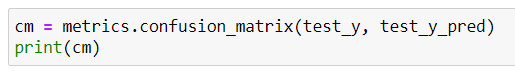 cm = metrics.confusion_matrix(test_y, test_y_pred)
print(cm)